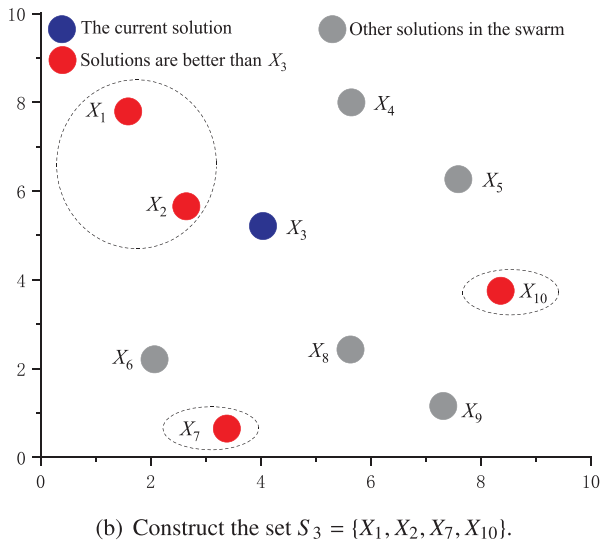 10
The current solution
Other solutions in the swarm
Solutions are better than X3
8
X1
X4
X2
X5
6
X3
4
X10
X6
X8
2
X7
X9
0
0 2 4 6 8 10
(b) Construct the set S3 = {X1, X2, X7, X10}.